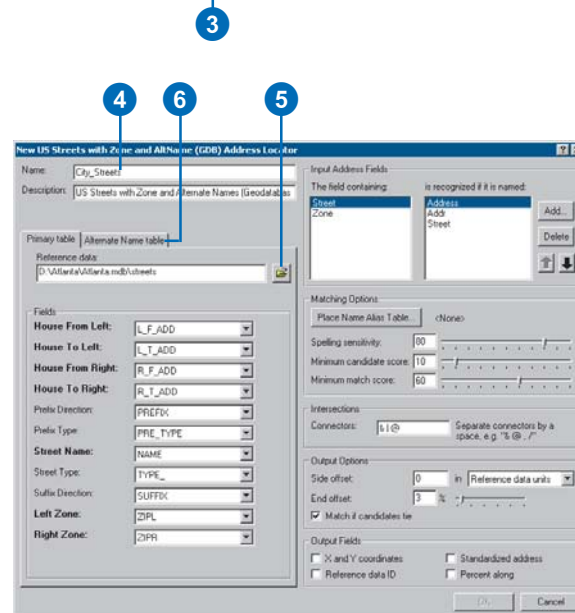 3
4 6 5
New US Streets with Zone and AltName (GDB) Address Locator
Name: City_Streets
Description: US Streets with Zone and Alternate Names (Geodatabas
Primary table Alternate Name table
Reference data:
D:\Atlanta\Atlanta.mdb\streets
Fields
House From Left: L_F_ADD
House To Left: L_T_ADD
House From Right: R_F_ADD
House To Right: R_T_ADD
Prefix Direction: PREFIX
Prefix Type: PRE_TYPE
Street Name: NAME
Street Type: TYPE_
Suffix Direction: SUFFIX
Left Zone: ZIPL
Right Zone: ZIPR
Input Address Fields
The field containing: is recognized if it is named:
Street
Zone
Address
Addr
Street
Add...
Delete
Matching Options
Place Name Alias Table... <None>
Spelling sensitivity: 80
Minimum candidate score: 10
Minimum match score: 60
Intersections
Connectors: & | @ Separate connectors by a
space, e.g. "& @ , /"
Output Options
Side offset: 0 in Reference data units
End offset: 3 %
Match if candidates tie
Output Fields
X and Y coordinates Standardized address
Reference data ID Percent along
OK Cancel